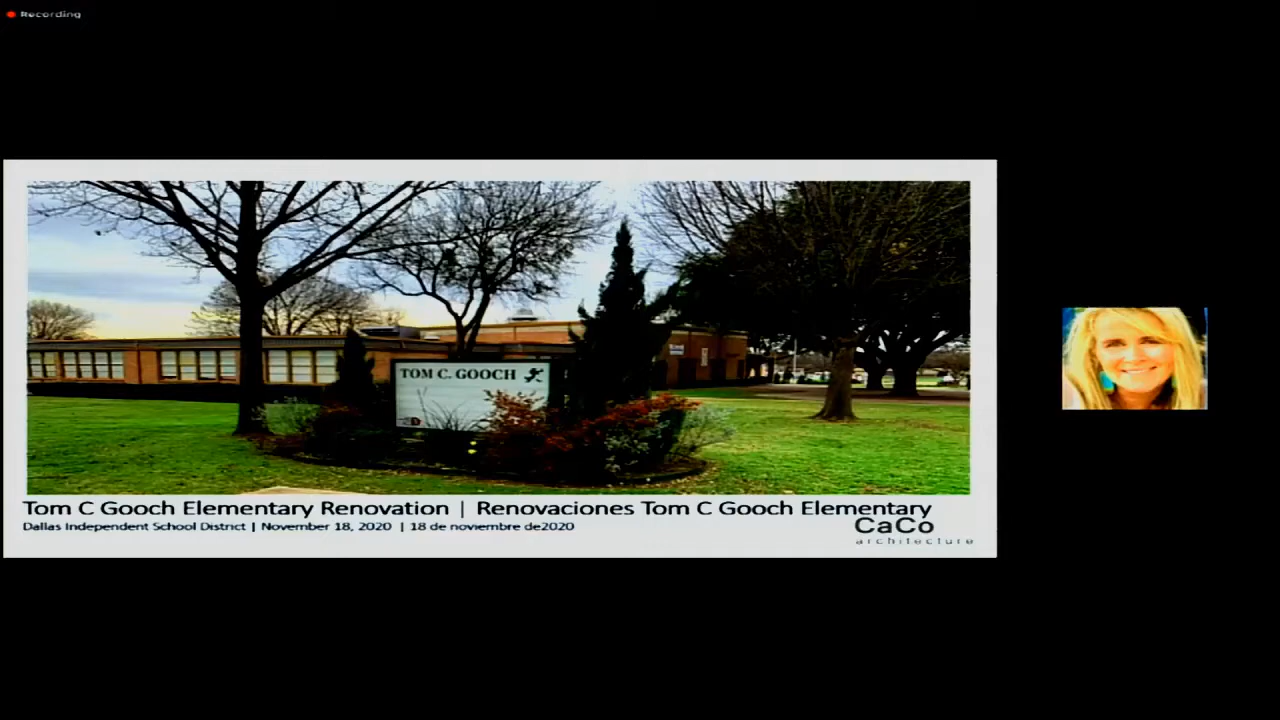 Recording
TOM C. GOOCH
Tom C Gooch Elementary Renovation | Renovaciones Tom C Gooch Elementary
Dallas Independent School District | November 18, 2020 | 18 de noviembre de2020
CaCo
architecture